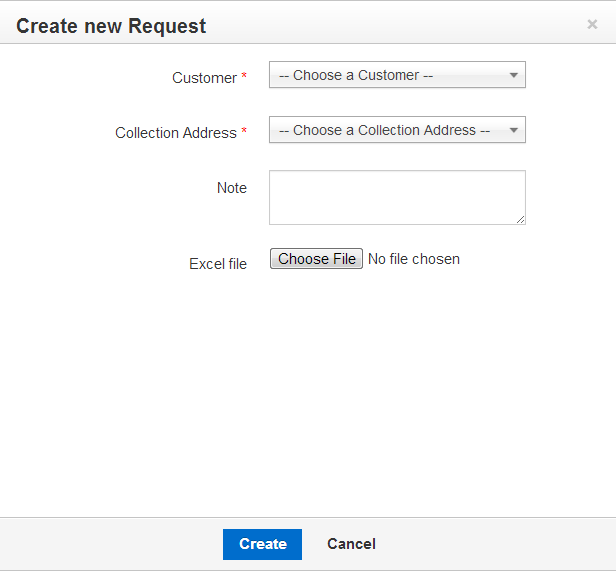 Create new Request ×
Customer * -- Choose a Customer --
Collection Address * -- Choose a Collection Address --
Note
Excel file Choose File No file chosen
Create Cancel